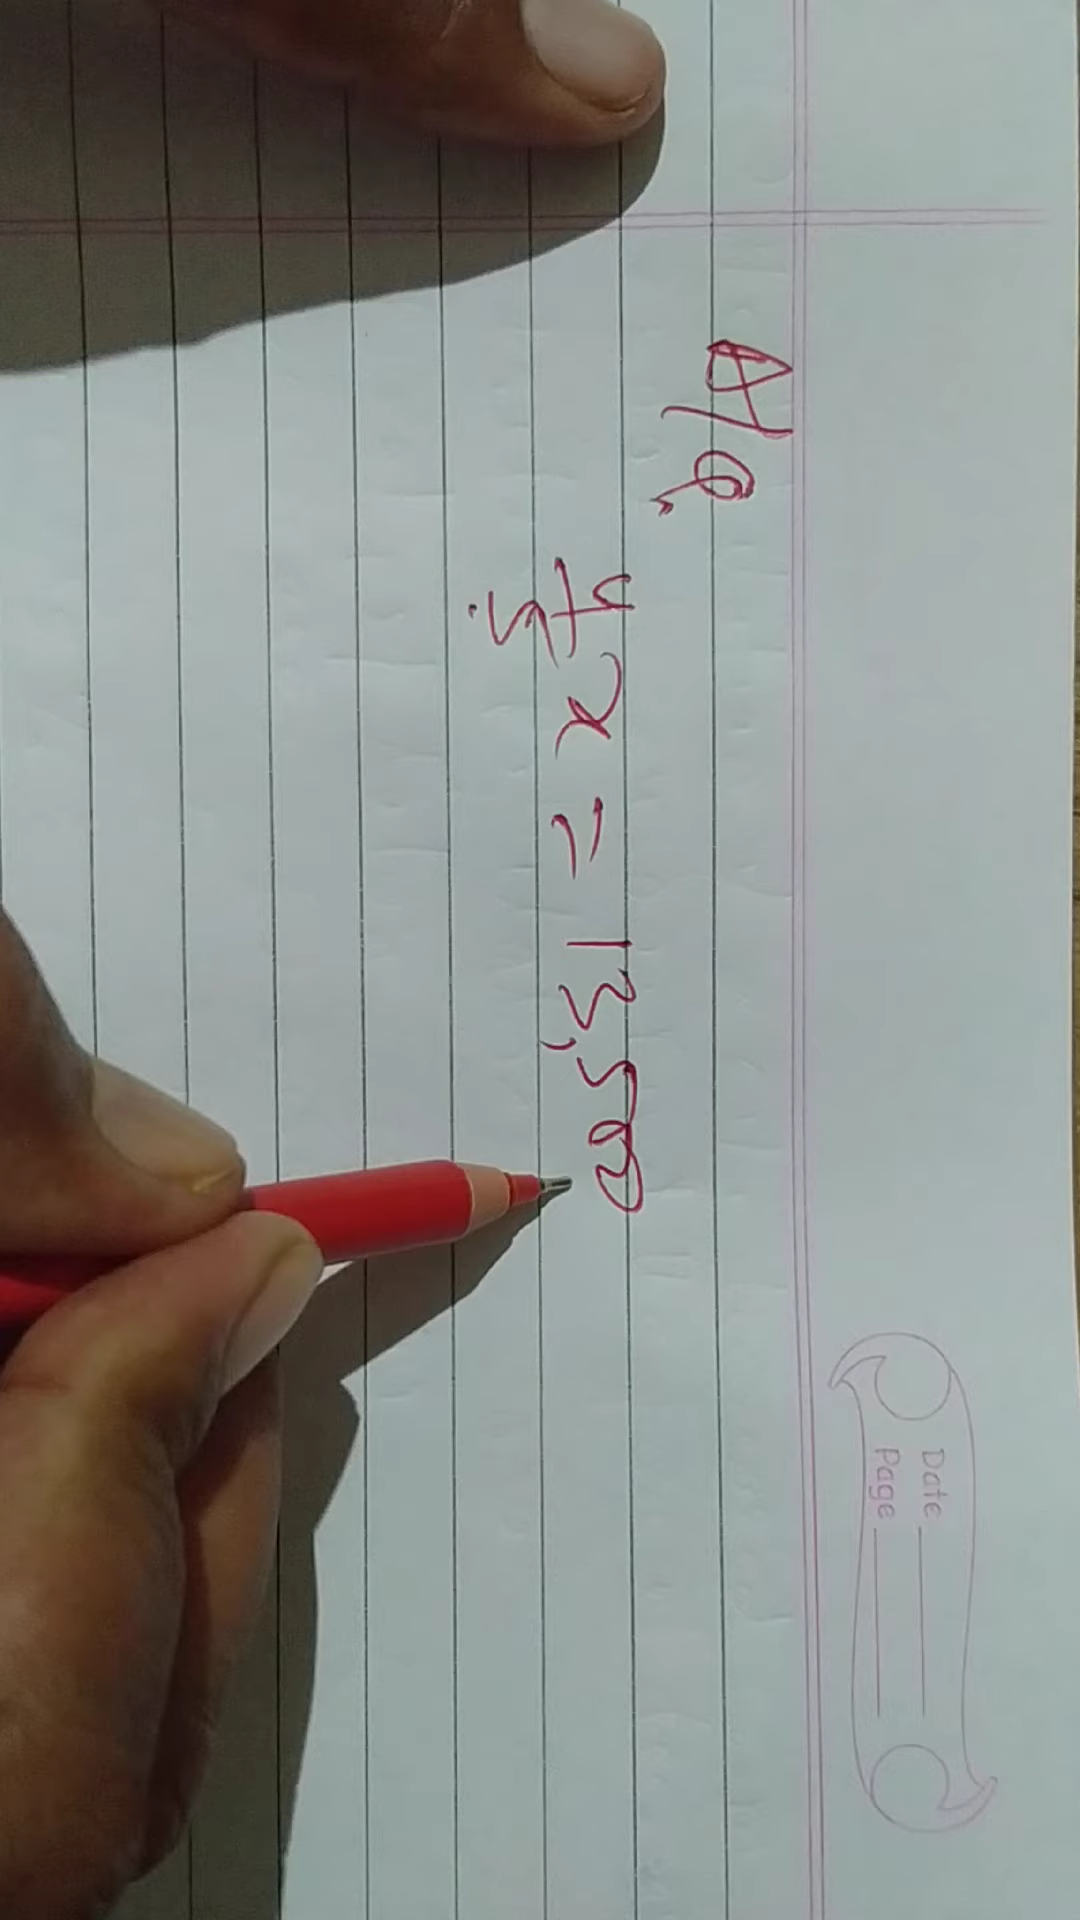 Date
Page
A/Q,
4/5 x = 13,500